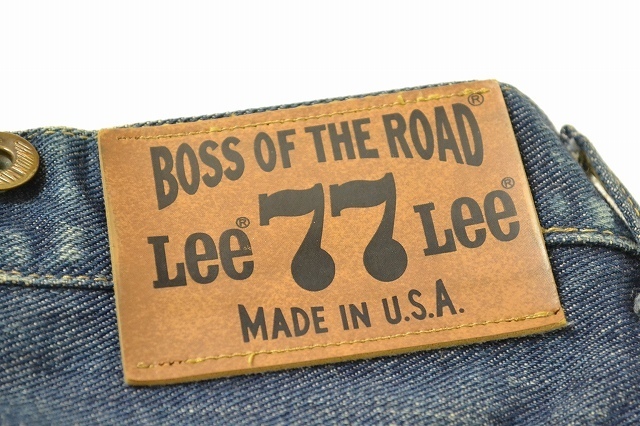 BOSS OF THE ROAD®
Lee® 77 Lee®
MADE IN U.S.A.